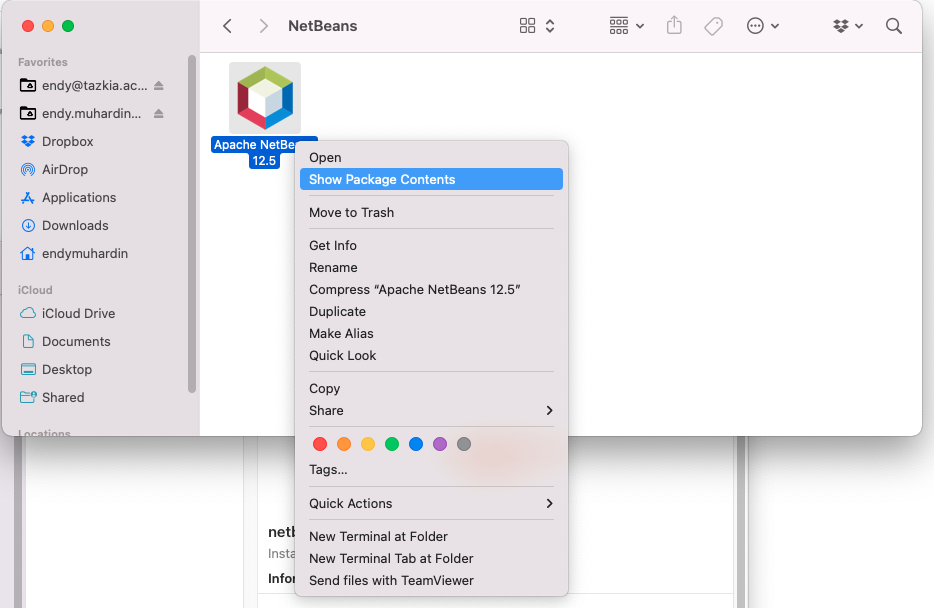 NetBeans
Favorites
endy@tazkia.ac...
endy.muhardin...
Dropbox
AirDrop
Applications
Downloads
endymuhardin
iCloud
iCloud Drive
Documents
Desktop
Shared
Locations
Apache NetBe
12.5
Open
Show Package Contents
Move to Trash
Get Info
Rename
Compress “Apache NetBeans 12.5”
Duplicate
Make Alias
Quick Look
Copy
Share
Tags...
Quick Actions
New Terminal at Folder
New Terminal Tab at Folder
Send files with TeamViewer
netb
Insta
Infor